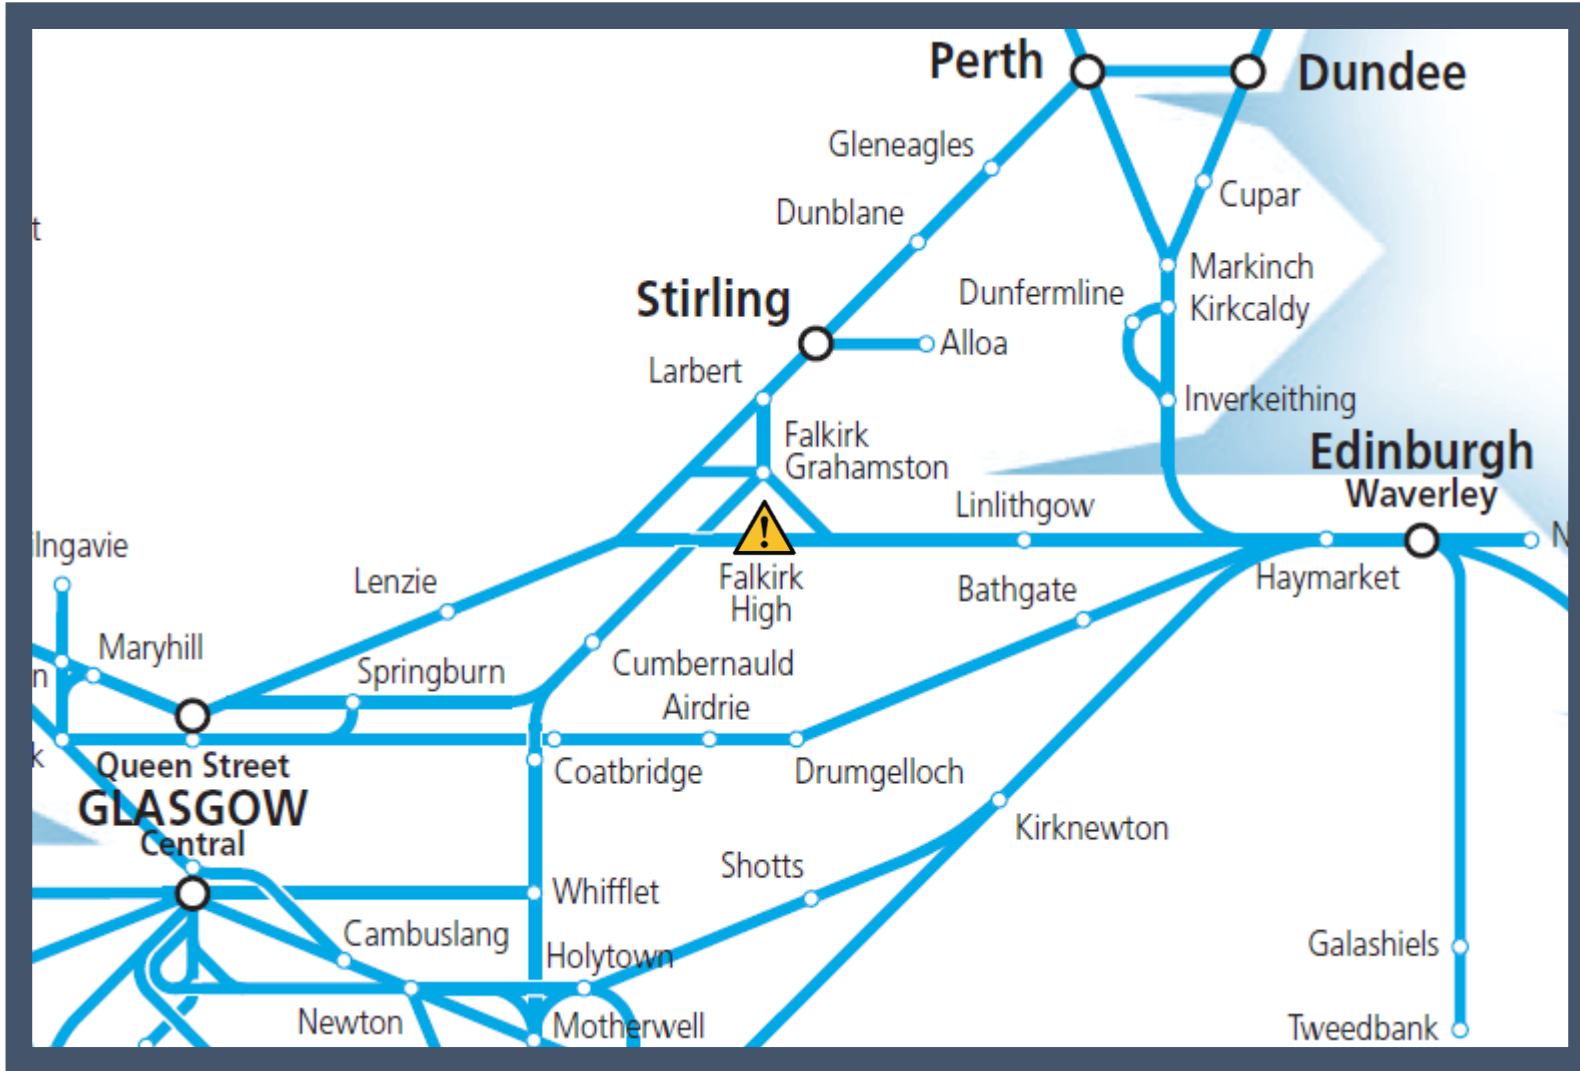 Perth
Dundee
Gleneagles
Cupar
Dunblane
t
Markinch
Dunfermline
Stirling
Kirkcaldy
Alloa
Larbert
Inverkeithing
Falkirk
Grahamston
Edinburgh
Waverley
Linlithgow
ilngavie
N
Lenzie
Falkirk
High
Bathgate
Haymarket
Maryhill
Springburn
Cumbernauld
n
Airdrie
k
Queen Street
Coatbridge
Drumgelloch
GLASGOW
Central
Kirknewton
Shotts
Whifflet
Cambuslang
Holytown
Galashiels
Newton
Motherwell
Tweedbank